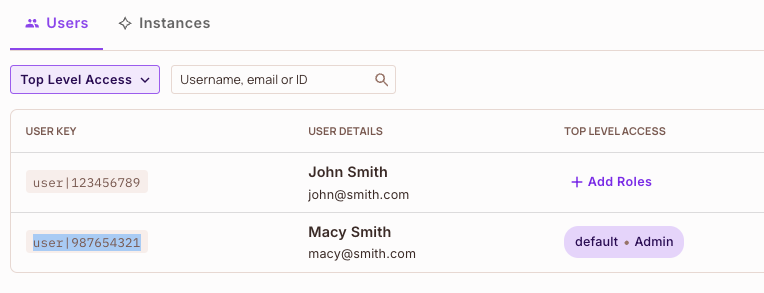 Users Instances
Top Level Access Username, email or ID
USER KEY USER DETAILS TOP LEVEL ACCESS
user|123456789 John Smith + Add Roles
john@smith.com
user|987654321 Macy Smith default • Admin
macy@smith.com